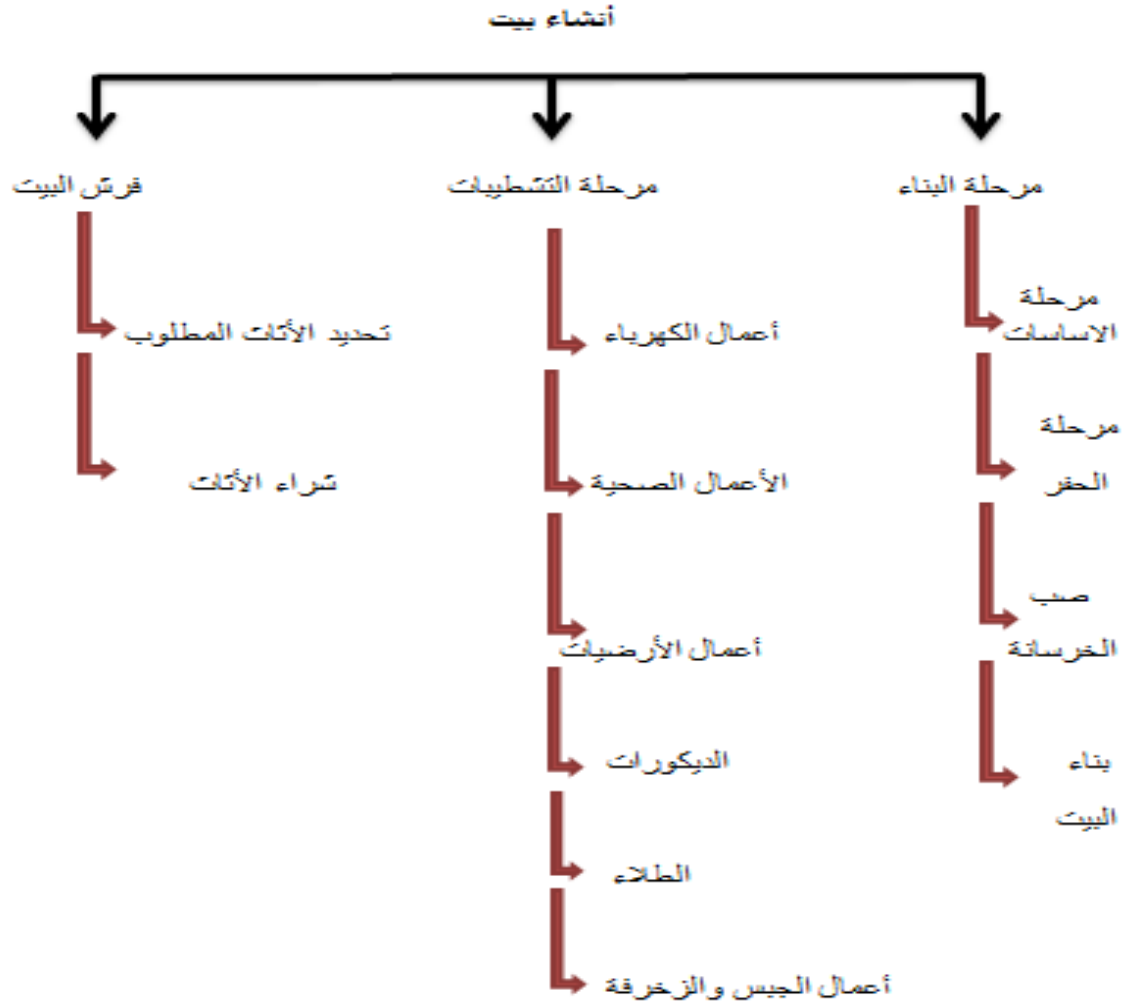 أنشاء بيت
مرحلة البناء
مرحلة
الاساسات
مرحلة
الحفر
صب
الخرسانة
بناء
البيت
مرحلة التشطيبات
أعمال الكهرباء
الأعمال الصحية
أعمال الأرضيات
الديكورات
الطلاء
أعمال الجبس والزخرفة
فرش البيت
تحديد الأثاث المطلوب
شراء الأثاث